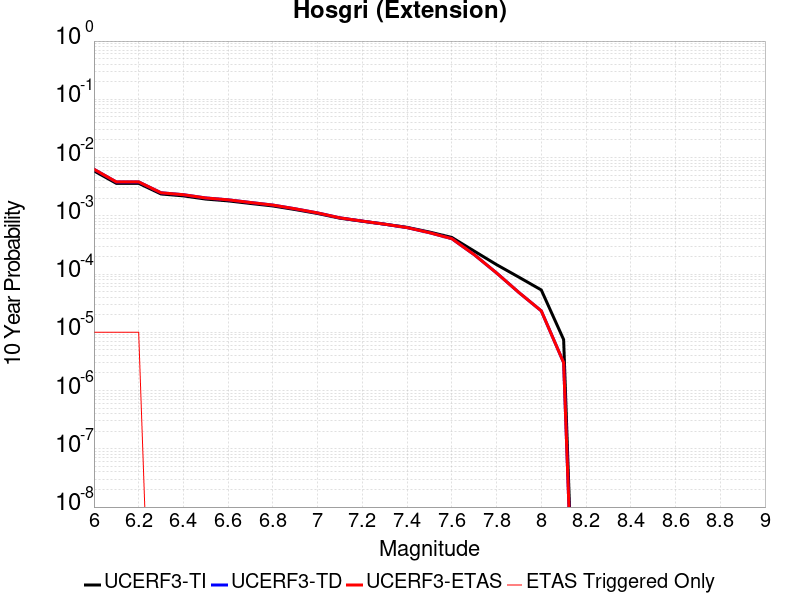 Hosgri (Extension)
10 0
10 -1
10 -2
10 -3
10 -4
10 -5
10 -6
10 -7
10 -8
10 Year Probability
6 6.2 6.4 6.6 6.8 7 7.2 7.4 7.6 7.8 8 8.2 8.4 8.6 8.8 9
Magnitude
UCERF3-TI UCERF3-TD UCERF3-ETAS ETAS Triggered Only